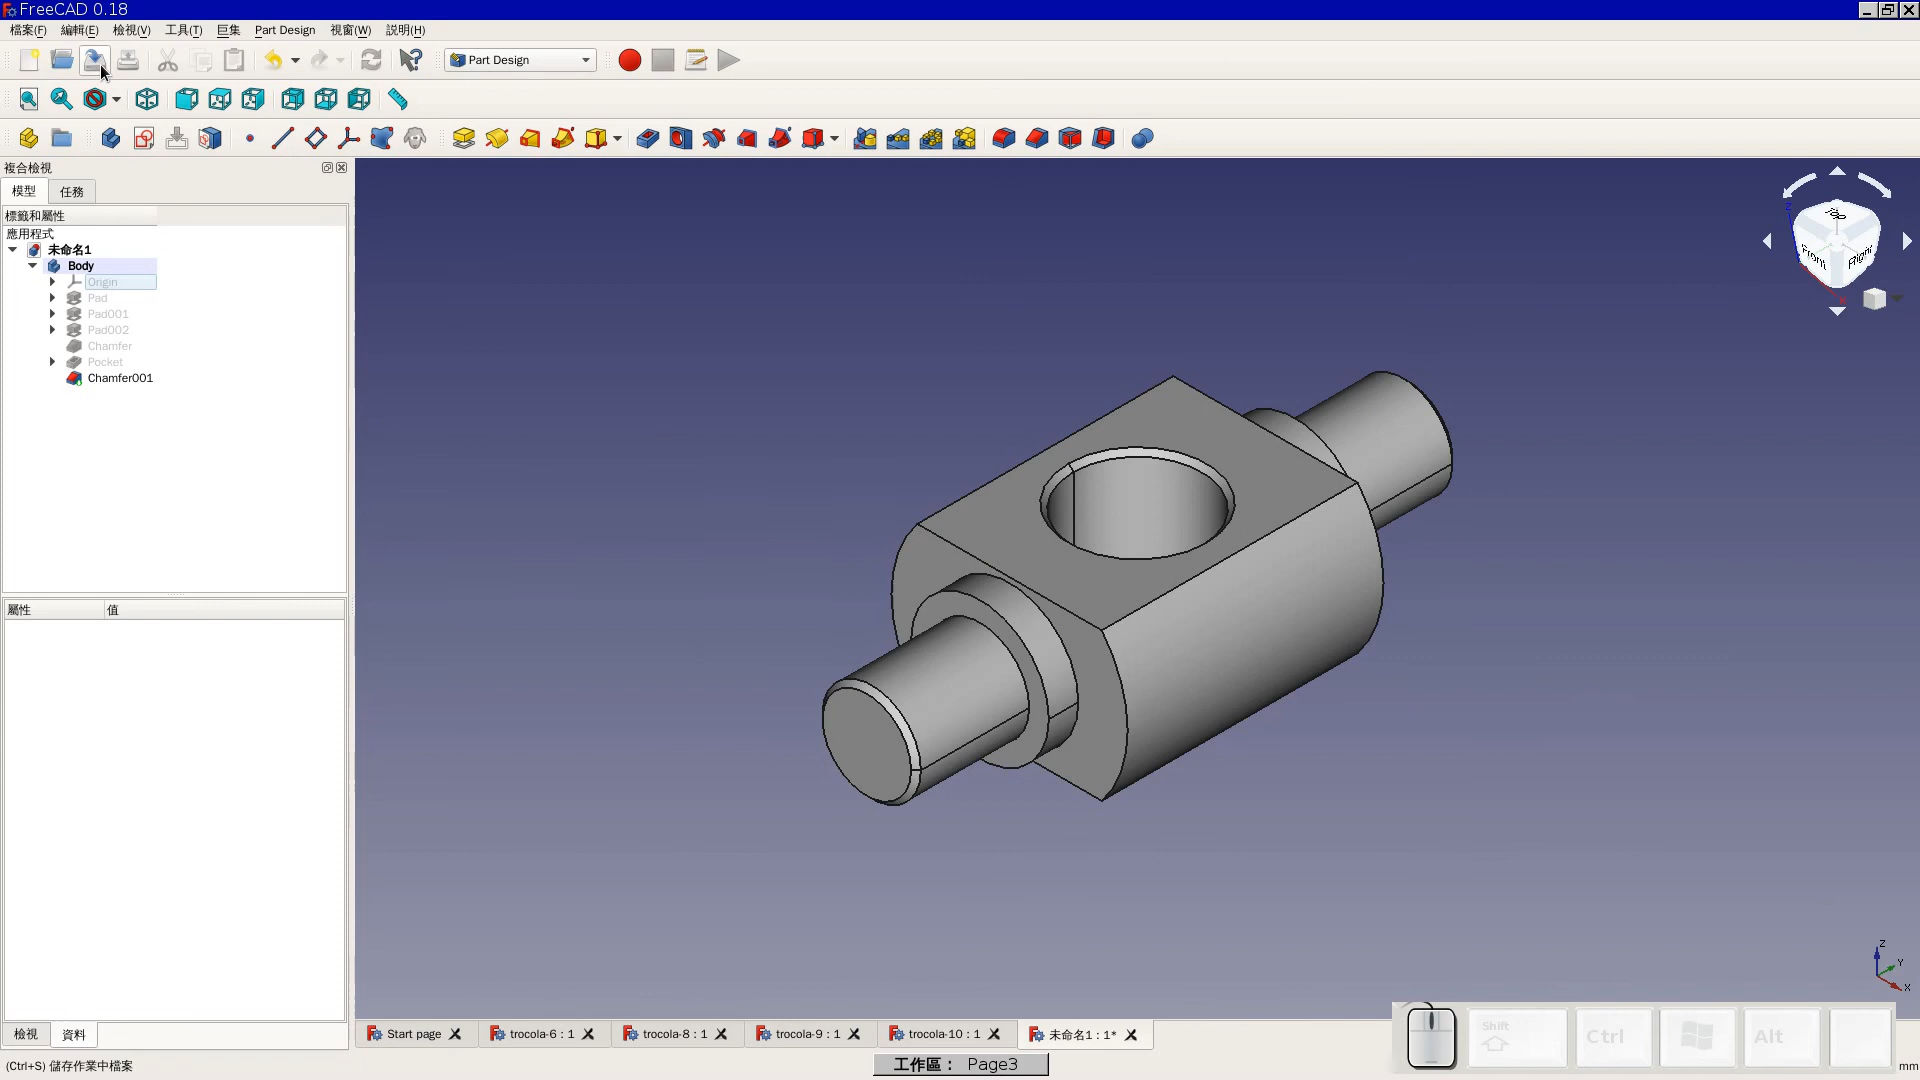 FreeCAD 0.18
檔案(F) 編輯(E) 檢視(V) 工具(T) 巨集 Part Design 視窗(W) 説明(H)
Part Design
複合檢視
模型 任務
標籤和屬性
應用程式
未命名1
Body
Origin
Pad
Pad001
Pad002
Chamfer
Pocket
Chamfer001
Top
Front
Right
Z
X
屬性 值
Z
Y
X
檢視 資料
Start page
trocola-6 : 1
trocola-8 : 1
trocola-9 : 1
trocola-10 : 1
未命名1 : 1*
Shift
Ctrl
Alt
(Ctrl+S) 儲存作業中檔案
工作區： Page3
mm